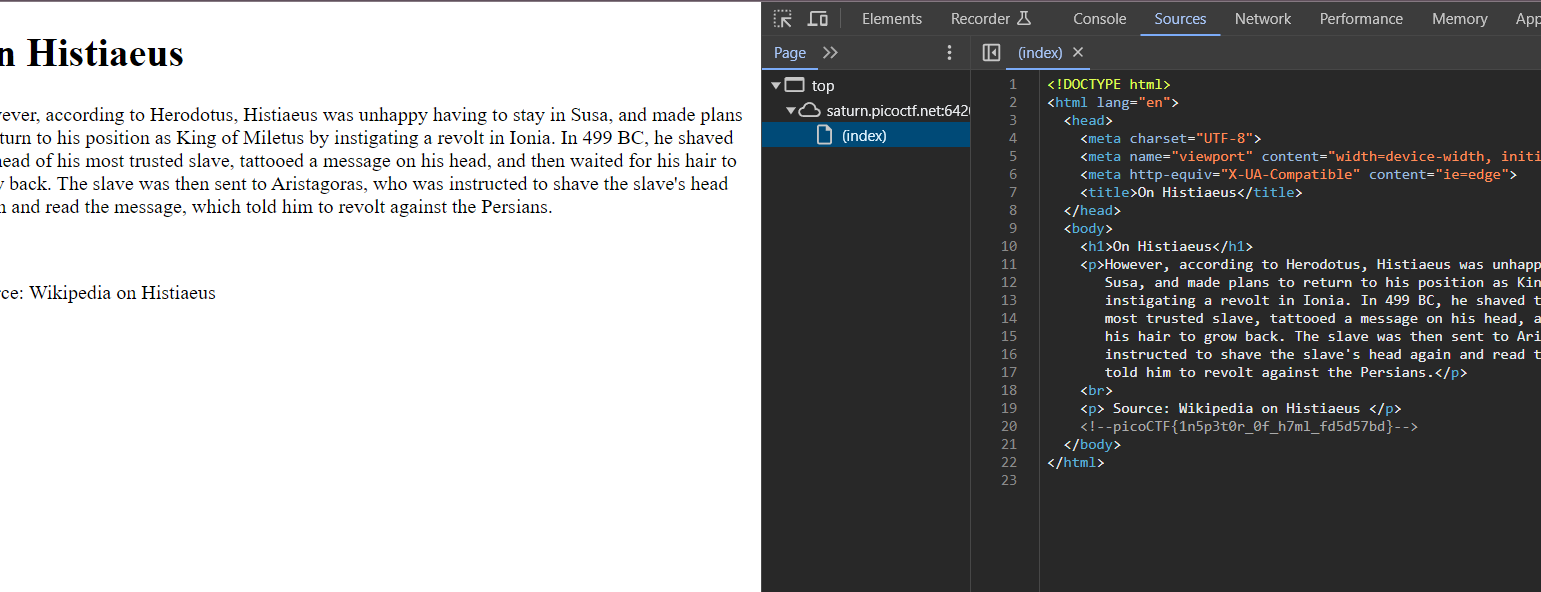 n Histiaeus
ever, according to Herodotus, Histiaeus was unhappy having to stay in Susa, and made plans
turn to his position as King of Miletus by instigating a revolt in Ionia. In 499 BC, he shaved
head of his most trusted slave, tattooed a message on his head, and then waited for his hair to
back. The slave was then sent to Aristagoras, who was instructed to shave the slave's head
and read the message, which told him to revolt against the Persians.
ce: Wikipedia on Histiaeus
Elements Recorder Console Sources Network Performance Memory App
Page (index) ×
top
saturn.picoctf.net:642
(index)
1 <!DOCTYPE html>
2 <html lang="en">
3 <head>
4 <meta charset="UTF-8">
5 <meta name="viewport" content="width=device-width, initi
6 <meta http-equiv="X-UA-Compatible" content="ie=edge">
7 <title>On Histiaeus</title>
8 </head>
9 <body>
10 <h1>On Histiaeus</h1>
11 <p>However, according to Herodotus, Histiaeus was unhapp
12 Susa, and made plans to return to his position as Kin
13 instigating a revolt in Ionia. In 499 BC, he shaved t
14 most trusted slave, tattooed a message on his head, a
15 his hair to grow back. The slave was then sent to Ari
16 instructed to shave the slave's head again and read t
17 told him to revolt against the Persians.</p>
18 <br>
19 <p> Source: Wikipedia on Histiaeus </p>
20 <!--picoCTF{1n5p3t0r_0f_h7ml_fd5d57bd}-->
21 </body>
22 </html>
23